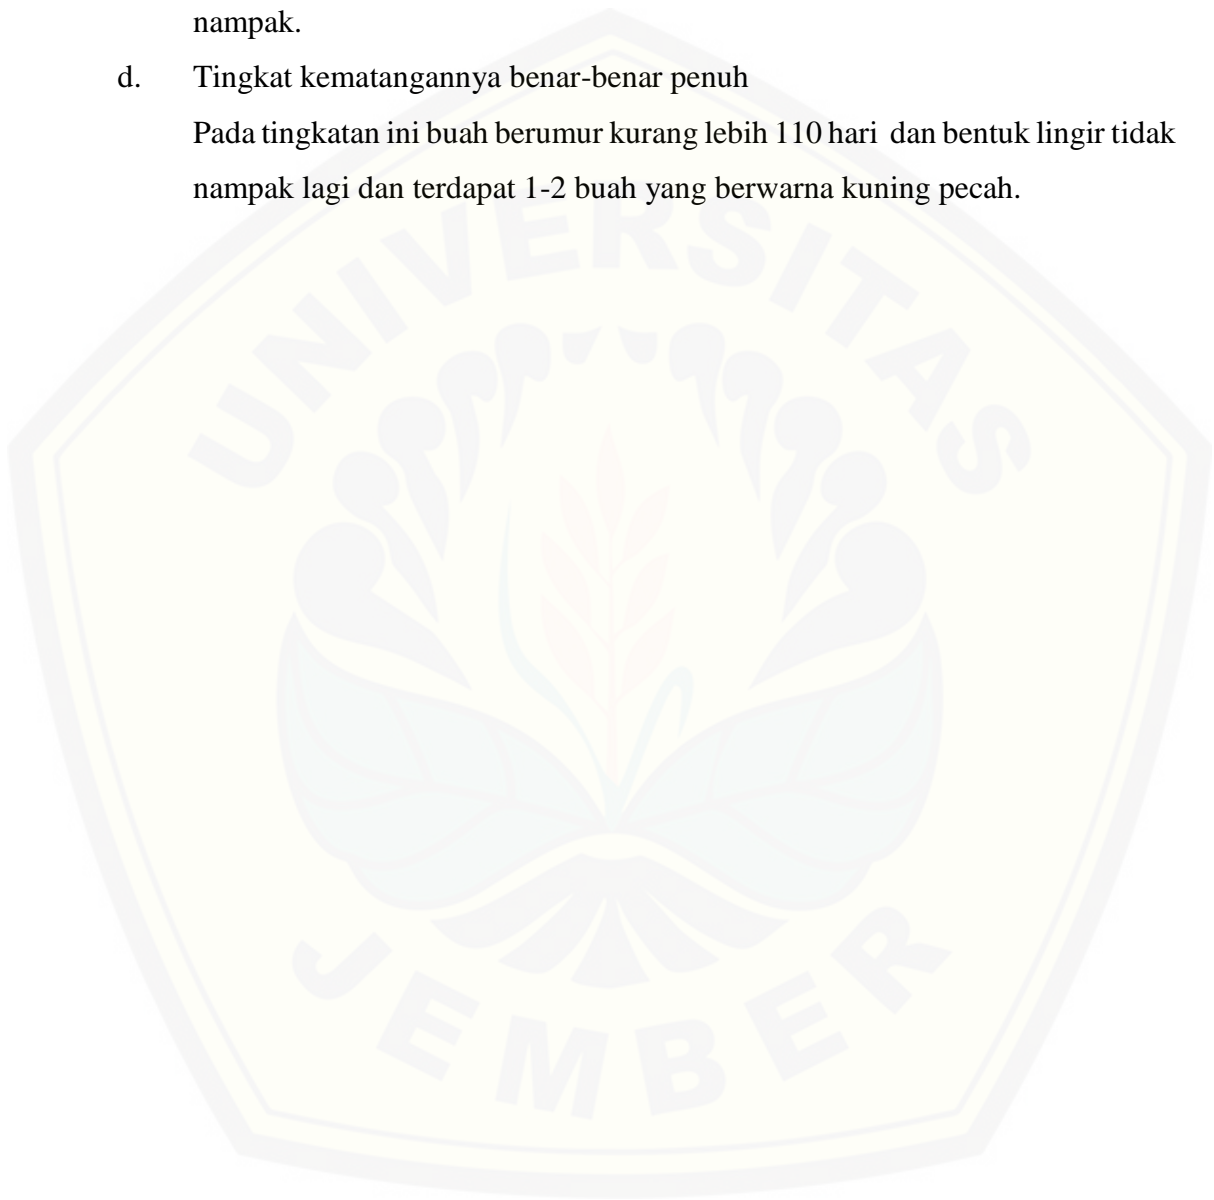 nampak.
d. Tingkat kematangannya benar-benar penuh
Pada tingkatan ini buah berumur kurang lebih 110 hari dan bentuk lingir tidak
nampak lagi dan terdapat 1-2 buah yang berwarna kuning pecah.
UNIVERSITAS
JEMBER